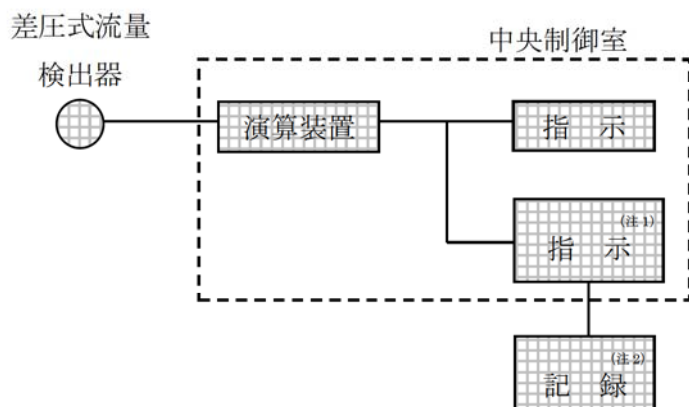 差圧式流量
検出器
中央制御室
演算装置
指 示
(注1)
指 示
(注2)
記 録